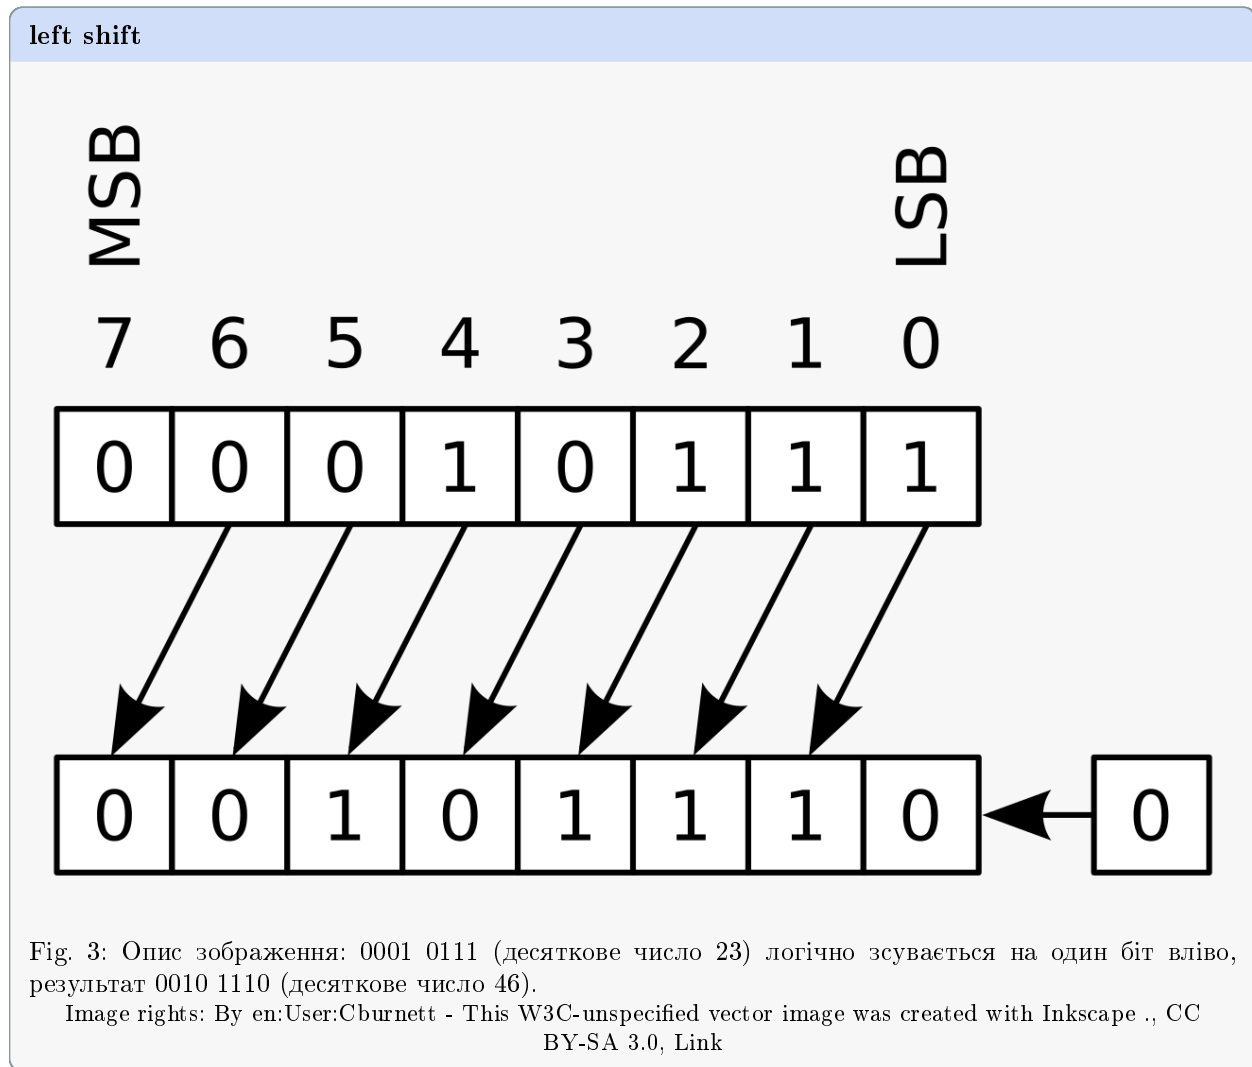 left shift
MSB LSB
7 6 5 4 3 2 1 0
0 0 0 1 0 1 1 1
0 0 1 0 1 1 1 0 0
Fig. 3: Опис зображення: 0001 0111 (десяткове число 23) логічно зсувається на один біт вліво,
результат 0010 1110 (десяткове число 46).
Image rights: By en:User:Cburnett - This W3C-unspecified vector image was created with Inkscape ., CC
BY-SA 3.0, Link